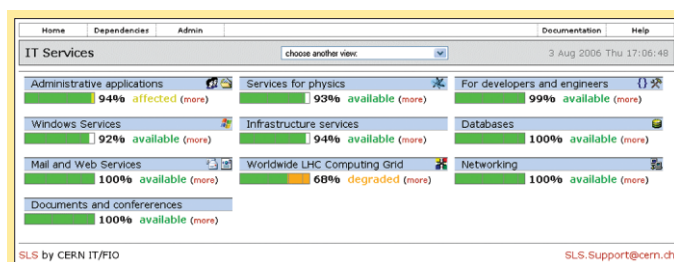 Home Dependencies Admin Documentation Help
IT Services choose another view: 3 Aug 2006 Thu 17:06:48
Administrative applications
94% affected (more)
Services for physics
93% available (more)
For developers and engineers {}
99% available (more)
Windows Services
92% available (more)
Infrastructure services
94% available (more)
Databases
100% available (more)
Mail and Web Services
100% available (more)
Worldwide LHC Computing Grid
68% degraded (more)
Networking
100% available (more)
Documents and confererences
100% available (more)
SLS by CERN IT/FIO SLS.Support@cern.ch